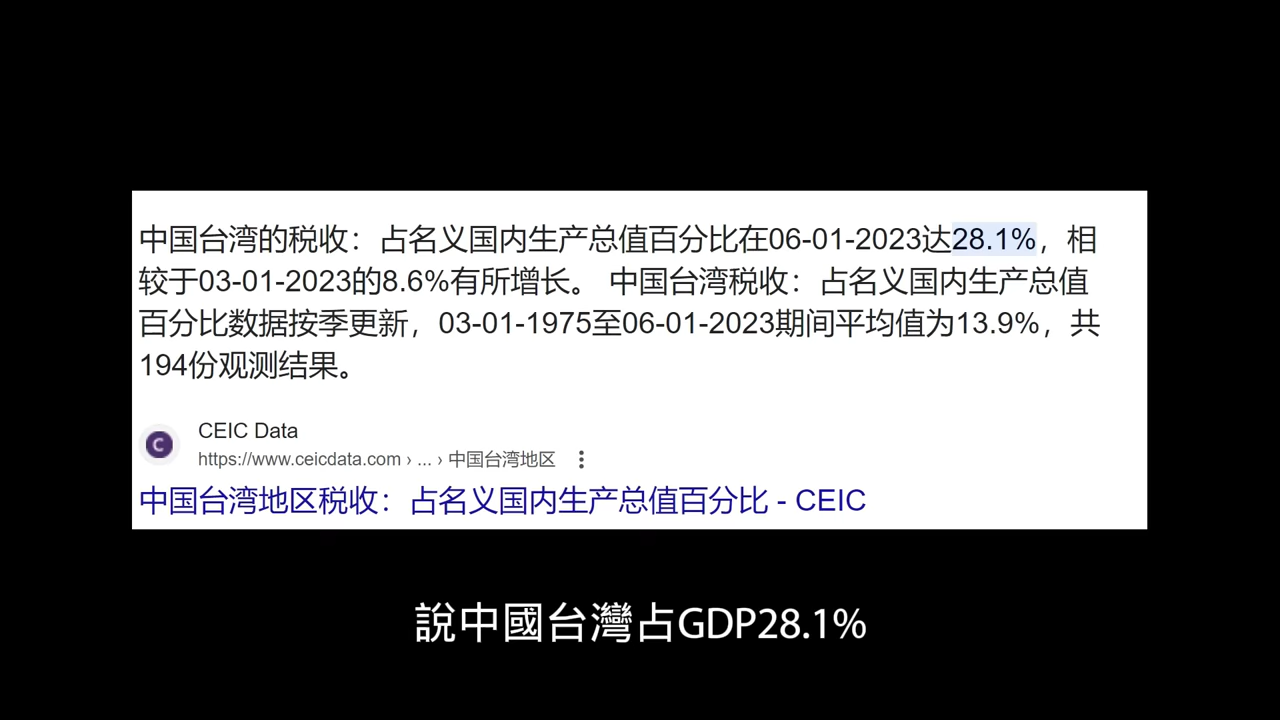 中国台湾的税收：占名义国内生产总值百分比在06-01-2023达28.1%，相
较于03-01-2023的8.6%有所增长。 中国台湾税收：占名义国内生产总值
百分比数据按季更新，03-01-1975至06-01-2023期间平均值为13.9%，共
194份观测结果。
C
CEIC Data
https://www.ceicdata.com › ... › 中国台湾地区
中国台湾地区税收：占名义国内生产总值百分比 - CEIC
說中國台灣占GDP28.1%